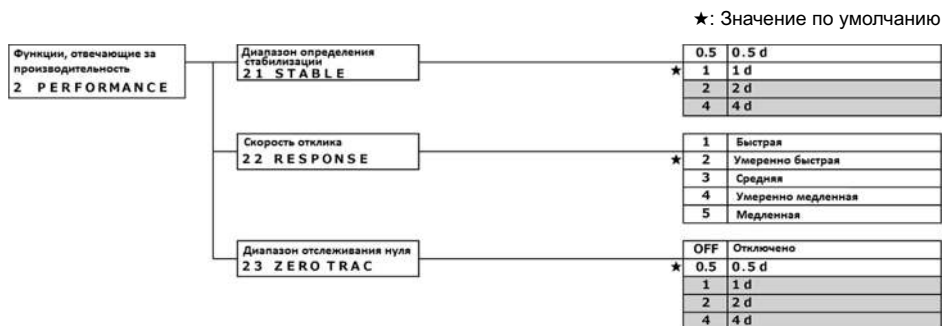 ★: Значение по умолчанию
Функции, отвечающие за
производительность
2 PERFORMANCE
Диапазон определения
стабилизации
21 STABLE
0.5 0.5 d
★ 1 1 d
2 2 d
4 4 d
Скорость отклика
22 RESPONSE
1 Быстрая
★ 2 Умеренно быстрая
3 Средняя
4 Умеренно медленная
5 Медленная
Диапазон отслеживания нуля
23 ZERO TRAC
OFF Отключено
★ 0.5 0.5 d
1 1 d
2 2 d
4 4 d